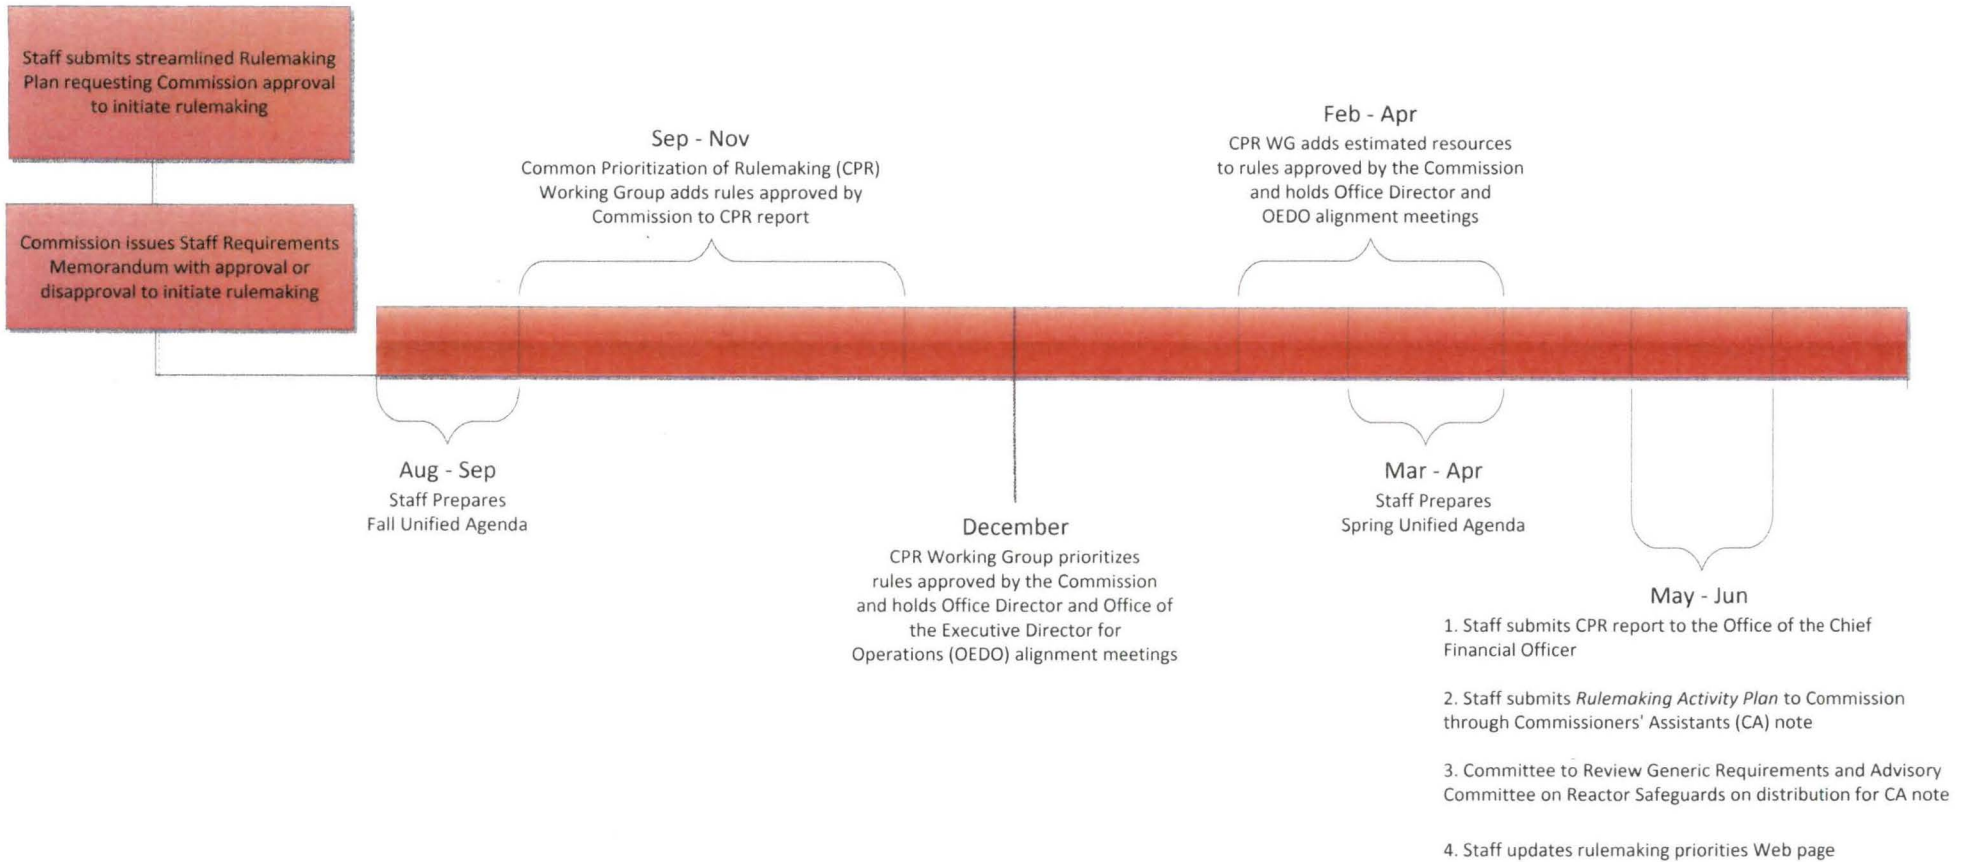 Staff submits streamlined Rulemaking
Plan requesting Commission approval
to initiate rulemaking
Commission issues Staff Requirements
Memorandum with approval or
disapproval to initiate rulemaking
Sep - Nov
Common Prioritization of Rulemaking (CPR)
Working Group adds rules approved by
Commission to CPR report
Feb - Apr
CPR WG adds estimated resources
to rules approved by the Commission
and holds Office Director and
OEDO alignment meetings
Aug - Sep
Staff Prepares
Fall Unified Agenda
December
CPR Working Group prioritizes
rules approved by the Commission
and holds Office Director and Office of
the Executive Director for
Operations (OEDO) alignment meetings
Mar - Apr
Staff Prepares
Spring Unified Agenda
May - Jun
1. Staff submits CPR report to the Office of the Chief
Financial Officer
2. Staff submits Rulemaking Activity Plan to Commission
through Commissioners' Assistants (CA) note
3. Committee to Review Generic Requirements and Advisory
Committee on Reactor Safeguards on distribution for CA note
4. Staff updates rulemaking priorities Web page